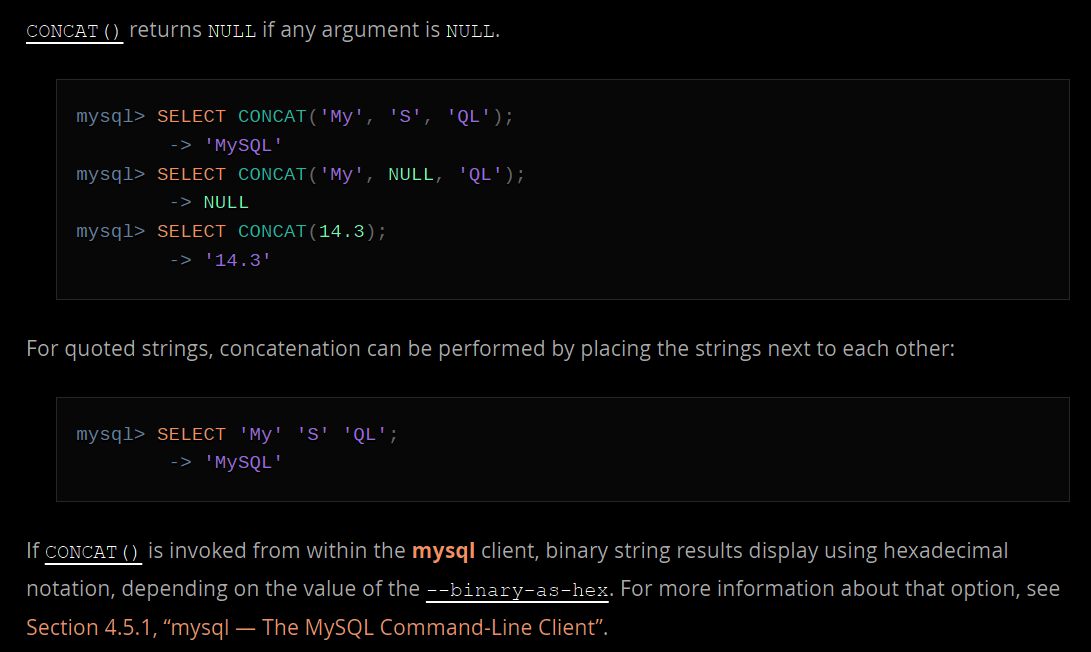 CONCAT() returns NULL if any argument is NULL.
mysql> SELECT CONCAT('My', 'S', 'QL');
-> 'MySQL'
mysql> SELECT CONCAT('My', NULL, 'QL');
-> NULL
mysql> SELECT CONCAT(14.3);
-> '14.3'
For quoted strings, concatenation can be performed by placing the strings next to each other:
mysql> SELECT 'My' 'S' 'QL';
-> 'MySQL'
If CONCAT() is invoked from within the mysql client, binary string results display using hexadecimal
notation, depending on the value of the --binary-as-hex. For more information about that option, see
Section 4.5.1, “mysql — The MySQL Command-Line Client”.